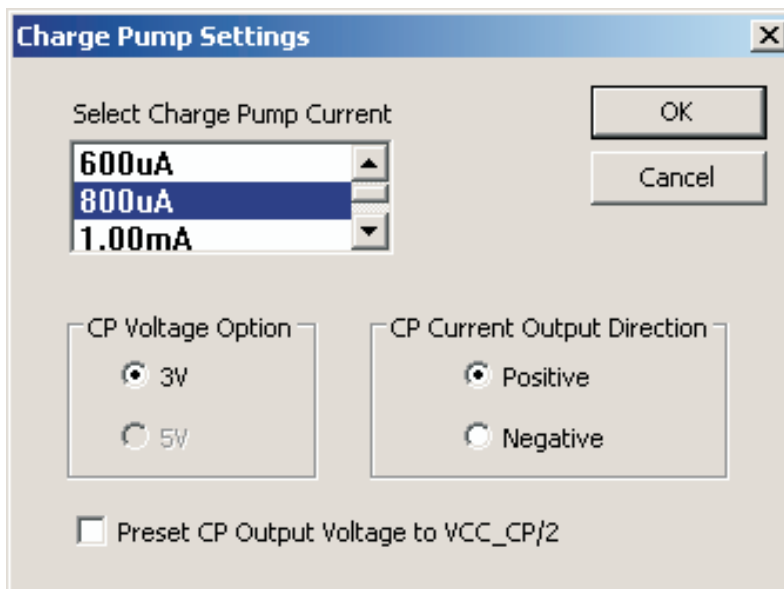 Charge Pump Settings
Select Charge Pump Current
600uA
800uA
1.00mA
OK
Cancel
CP Voltage Option
3V
5V
CP Current Output Direction
Positive
Negative
Preset CP Output Voltage to VCC_CP/2